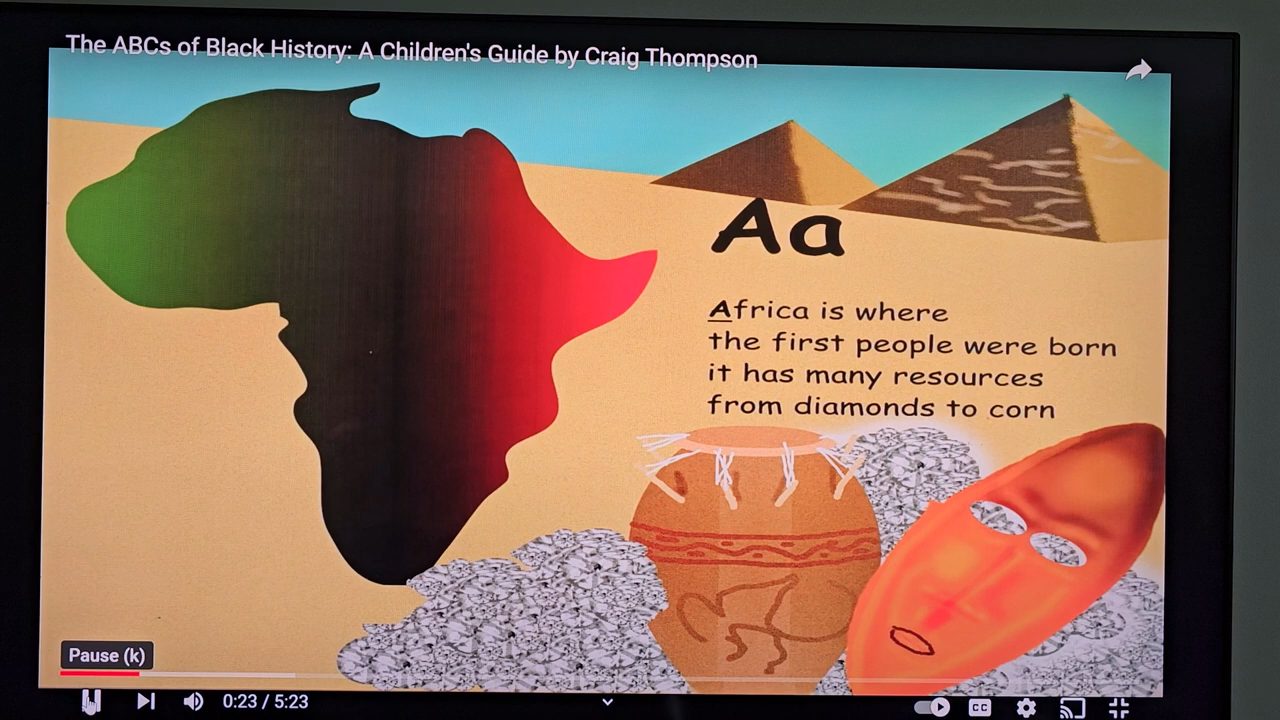 The ABCs of Black History: A Children's Guide by Craig Thompson
Aa
Africa is where
the first people were born
it has many resources
from diamonds to corn
Pause (k)
0:23 / 5:23
CC